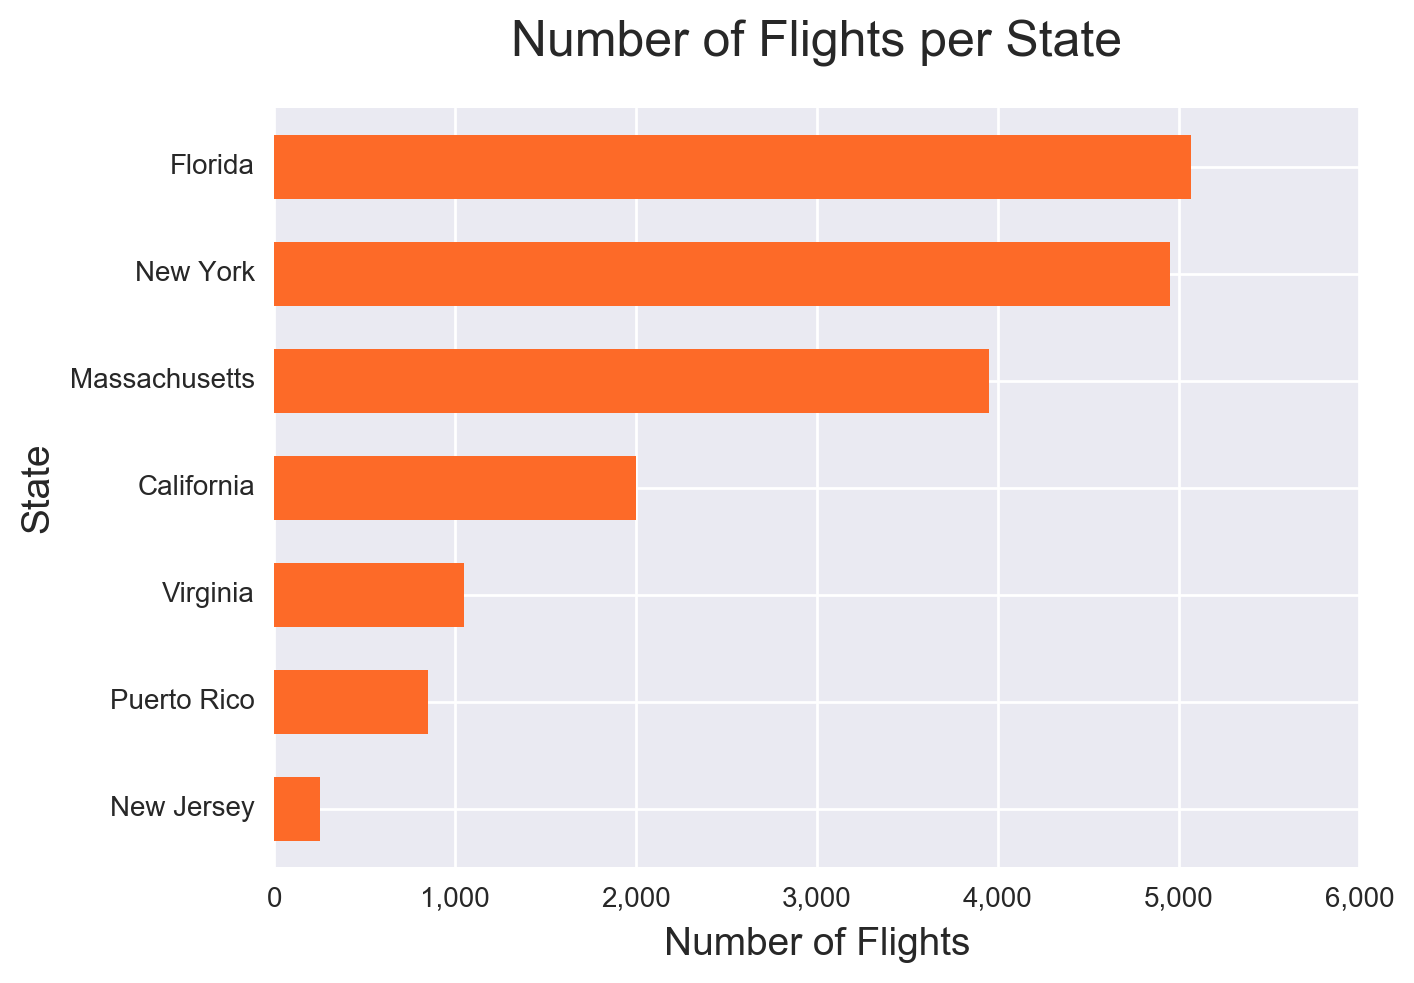 Number of Flights per State
Florida
New York
Massachusetts
California
Virginia
Puerto Rico
New Jersey
State
0 1,000 2,000 3,000 4,000 5,000 6,000
Number of Flights